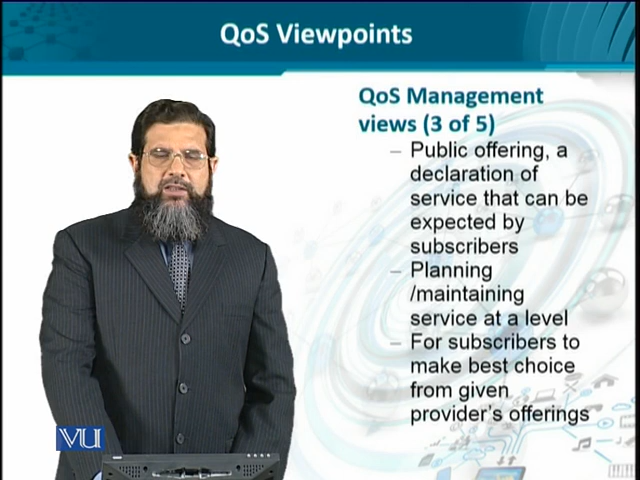 QoS Viewpoints
QoS Management
views (3 of 5)
– Public offering, a
declaration of
service that can be
expected by
subscribers
– Planning
/maintaining
service at a level
– For subscribers to
make best choice
from given
provider's offerings
VU